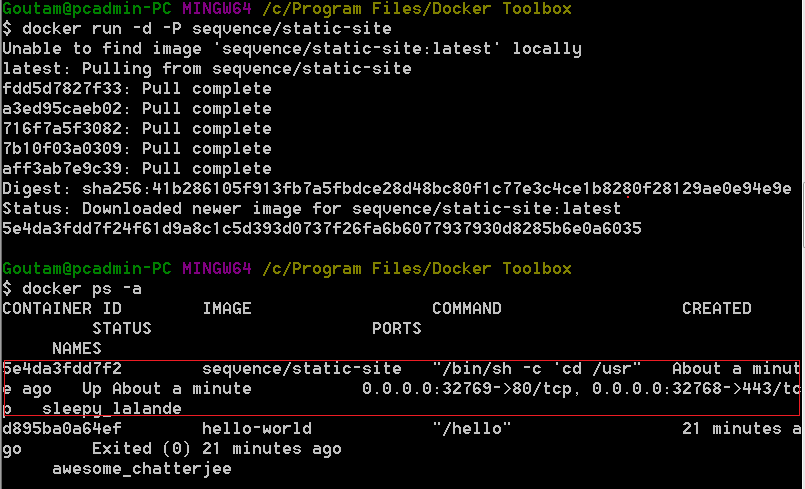 Goutam@pcadmin-PC MINGW64 /c/Program Files/Docker Toolbox
$ docker run -d -P seqvence/static-site
Unable to find image 'seqvence/static-site:latest' locally
latest: Pulling from seqvence/static-site
fdd5d7827f33: Pull complete
a3ed95caeb02: Pull complete
716f7a5f3082: Pull complete
7b10f03a0309: Pull complete
aff3ab7e9c39: Pull complete
Digest: sha256:41b286105f913fb7a5fbdce28d48bc80f1c77e3c4ce1b8280f28129ae0e94e9e
Status: Downloaded newer image for seqvence/static-site:latest
5e4da3fdd7f24f61d9a8c1c5d393d0737f26fa6b6077937930d8285b6e0a6035
Goutam@pcadmin-PC MINGW64 /c/Program Files/Docker Toolbox
$ docker ps -a
CONTAINER ID        IMAGE                  COMMAND                  CREATED
         STATUS                      PORTS
     NAMES
5e4da3fdd7f2        seqvence/static-site   "/bin/sh -c 'cd /usr"   About a minut
e ago   Up About a minute           0.0.0.0:32769->80/tcp, 0.0.0.0:32768->443/tc
p   sleepy_lalande
d895ba0a64ef        hello-world            "/hello"                 21 minutes a
go       Exited (0) 21 minutes ago
     awesome_chatterjee